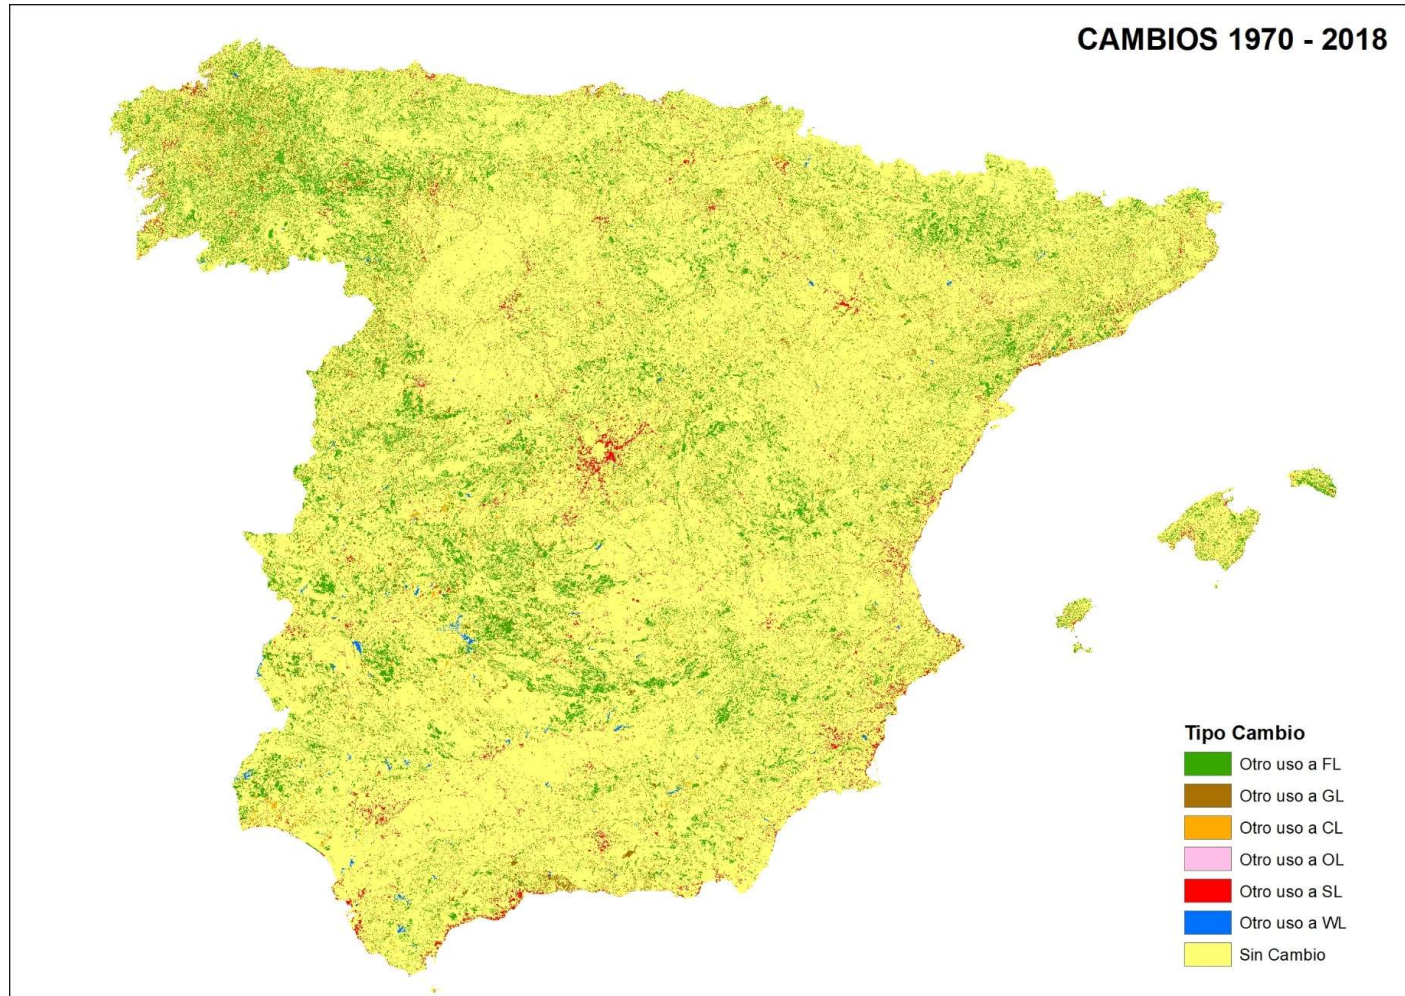 CAMBIOS 1970 - 2018
Tipo Cambio
Otro uso a FL
Otro uso a GL
Otro uso a CL
Otro uso a OL
Otro uso a SL
Otro uso a WL
Sin Cambio